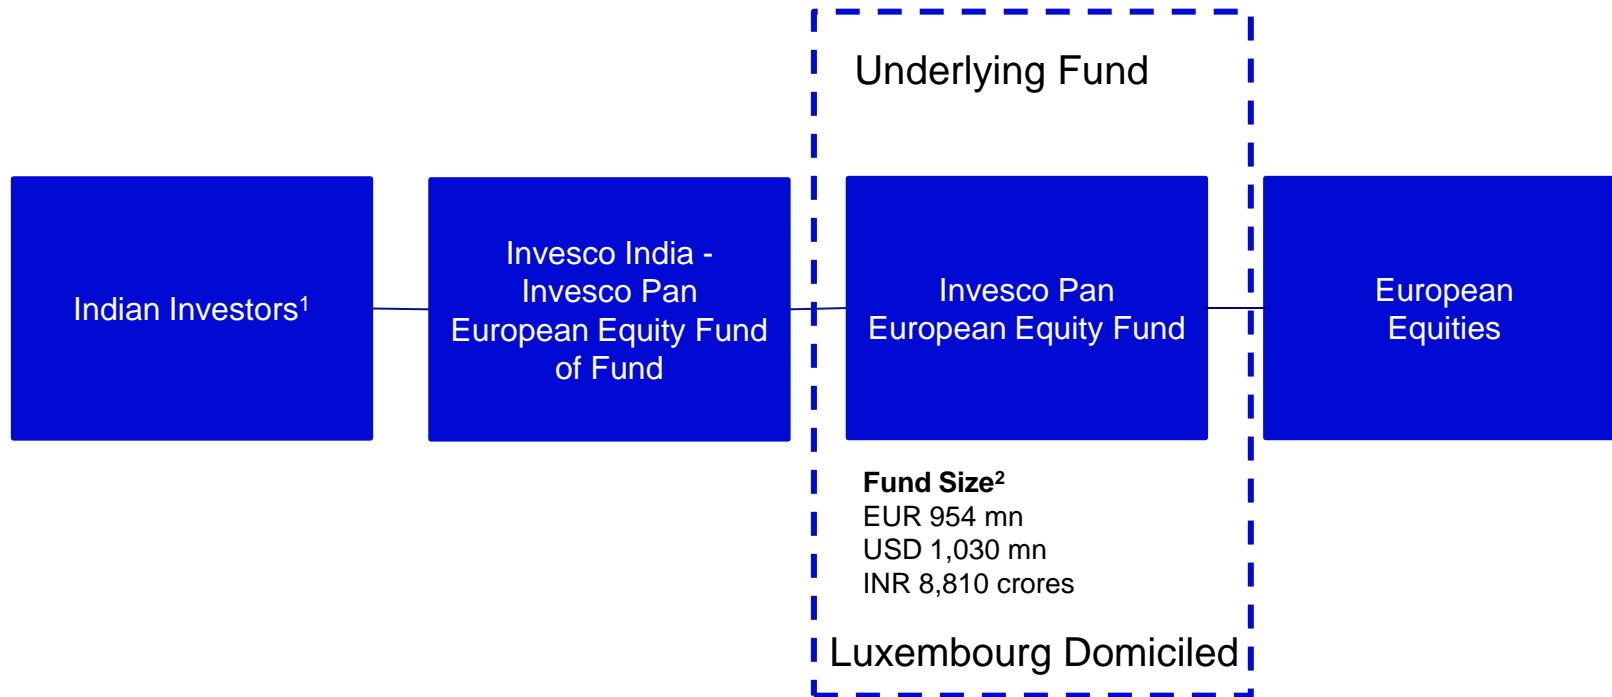 Underlying Fund
Indian Investors¹
Invesco India -
Invesco Pan
European Equity Fund
of Fund
Invesco Pan
European Equity Fund
European
Equities
Fund Size²
EUR 954 mn
USD 1,030 mn
INR 8,810 crores
Luxembourg Domiciled